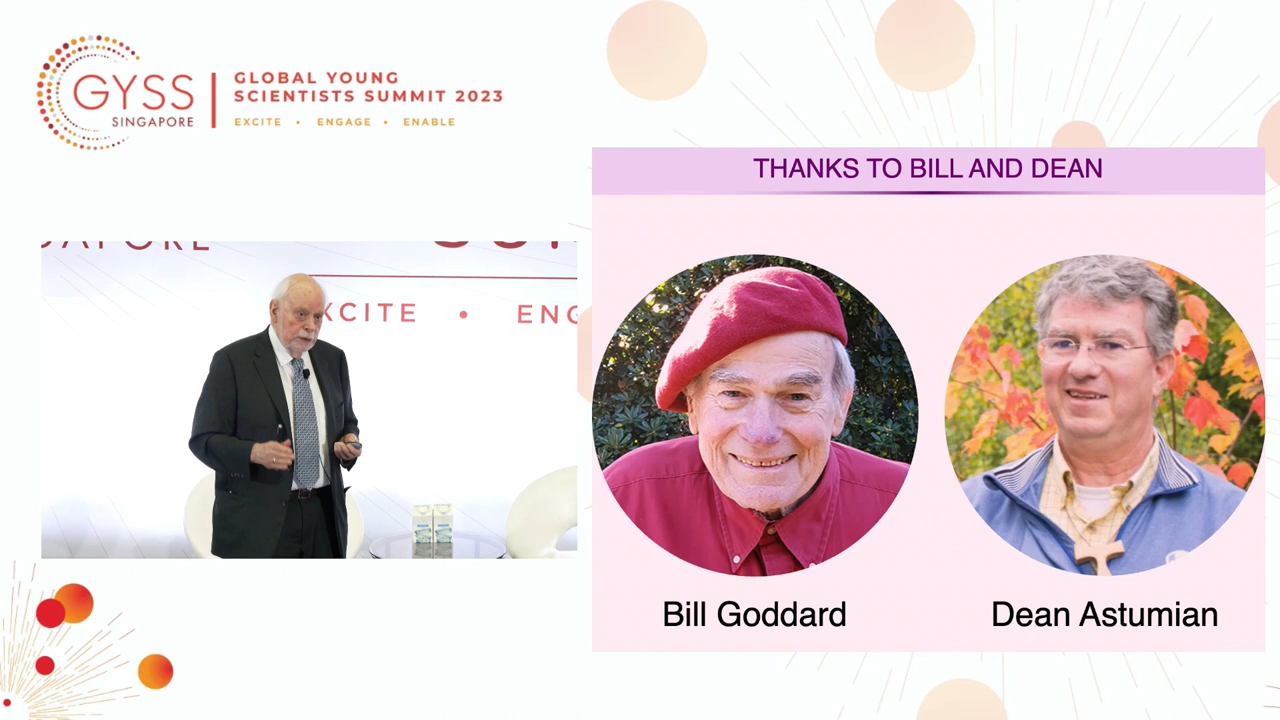 GYSS
SINGAPORE
GLOBAL YOUNG
SCIENTISTS SUMMIT 2023
EXCITE • ENGAGE • ENABLE
THANKS TO BILL AND DEAN
EXCITE • ENG
Bill Goddard
Dean Astumian